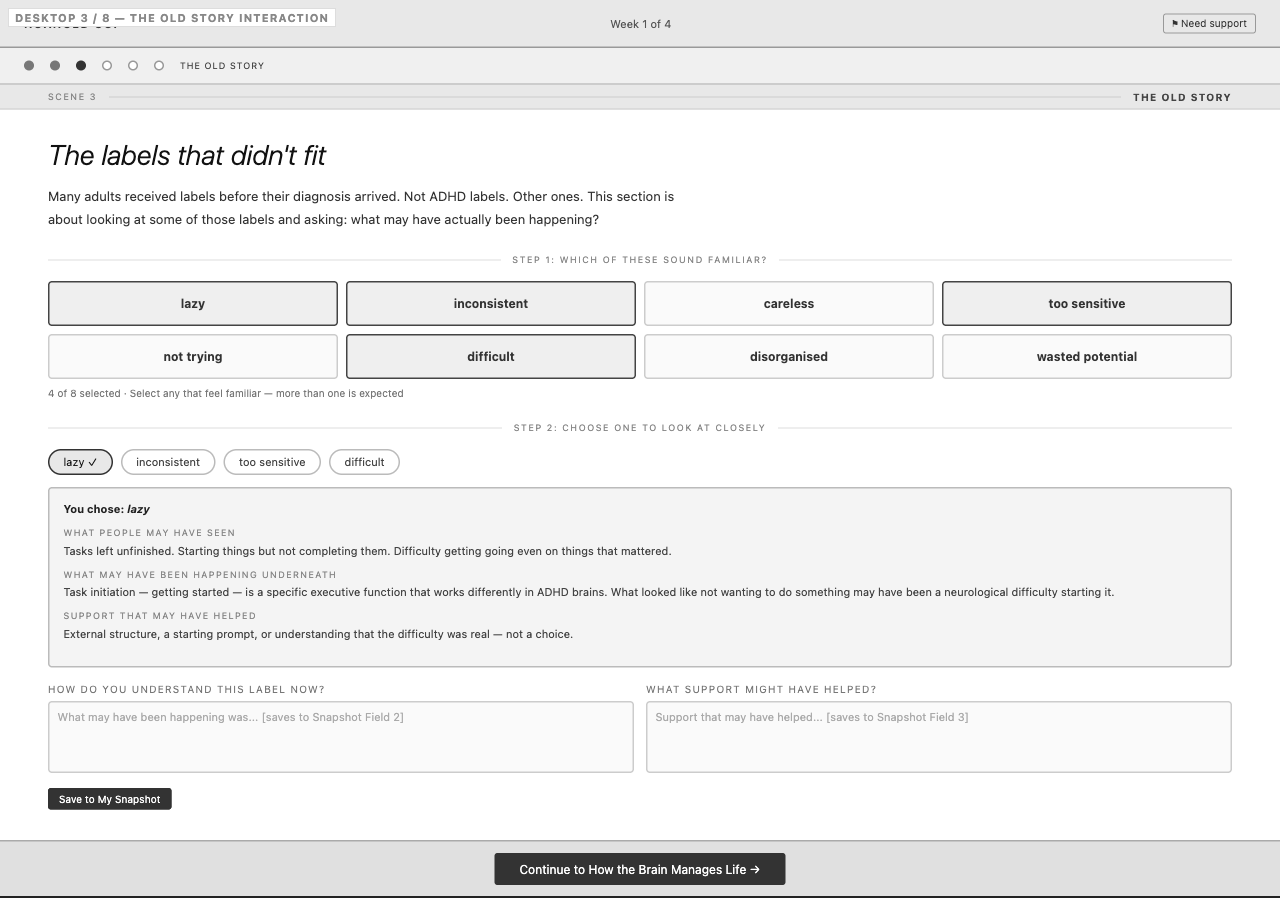 DESKTOP 3 / 8 — THE OLD STORY INTERACTION
Week 1 of 4
⚑ Need support
THE OLD STORY
SCENE 3
THE OLD STORY
The labels that didn't fit
Many adults received labels before their diagnosis arrived. Not ADHD labels. Other ones. This section is
about looking at some of those labels and asking: what may have actually been happening?
STEP 1: WHICH OF THESE SOUND FAMILIAR?
lazy
inconsistent
careless
too sensitive
not trying
difficult
disorganised
wasted potential
4 of 8 selected · Select any that feel familiar — more than one is expected
STEP 2: CHOOSE ONE TO LOOK AT CLOSELY
lazy ✓
inconsistent
too sensitive
difficult
You chose: lazy
WHAT PEOPLE MAY HAVE SEEN
Tasks left unfinished. Starting things but not completing them. Difficulty getting going even on things that mattered.
WHAT MAY HAVE BEEN HAPPENING UNDERNEATH
Task initiation — getting started — is a specific executive function that works differently in ADHD brains. What looked like not wanting to do something may have been a neurological difficulty starting it.
SUPPORT THAT MAY HAVE HELPED
External structure, a starting prompt, or understanding that the difficulty was real — not a choice.
HOW DO YOU UNDERSTAND THIS LABEL NOW?
WHAT SUPPORT MIGHT HAVE HELPED?
What may have been happening was... [saves to Snapshot Field 2]
Support that may have helped... [saves to Snapshot Field 3]
Save to My Snapshot
Continue to How the Brain Manages Life →